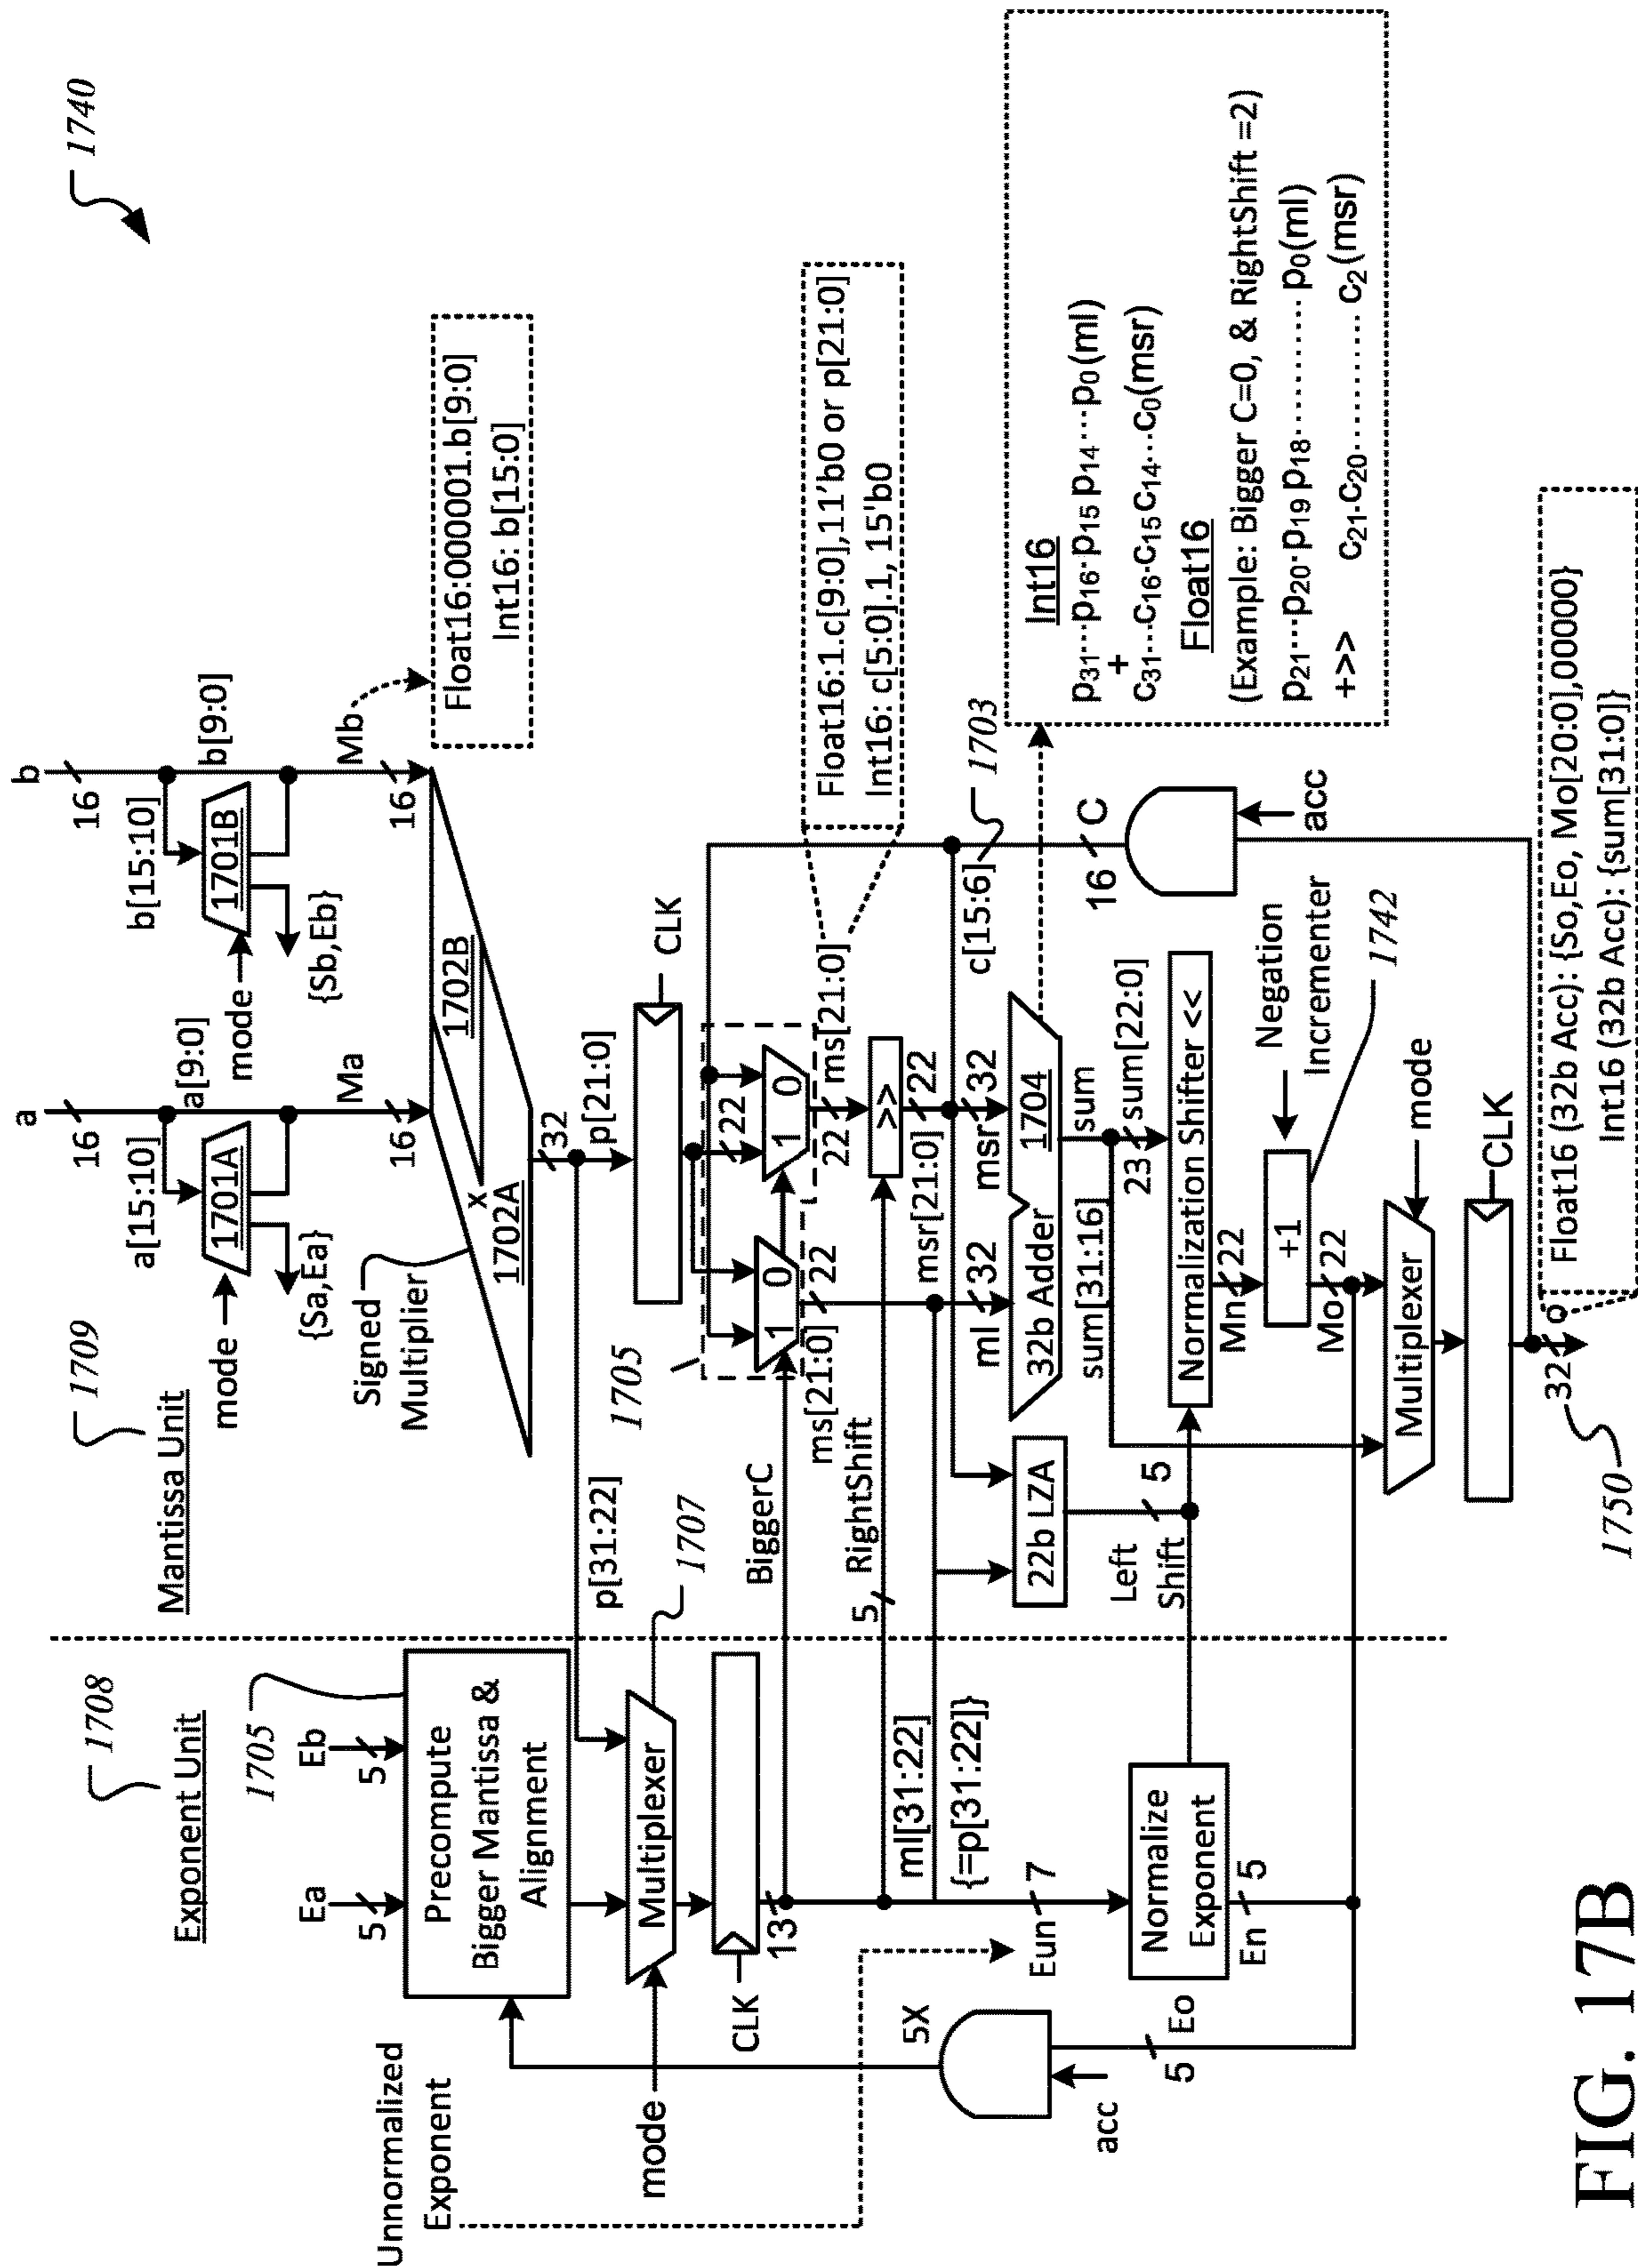 1740
1708
Exponent Unit
1709
Mantissa Unit
a
16
a[15:10]
a[9:0]
mode
1701A
{Sa,Ea}
Ma
16
b
16
b[15:10]
b[9:0]
mode
1701B
{Sb,Eb}
Mb
16
Float16:000001.b[9:0]
Int16: b[15:0]
Signed
Multiplier
x
1702A
1702B
1705
Ea
5
Eb
5
Precompute
Bigger Mantissa &
Alignment
32
p[21:0]
p[31:22]
1707
Multiplexer
mode
CLK
13
CLK
1705
BiggerC
1 0
22
1 0
22
ms[21:0]
22
ms[21:0]
22
Float16:1.c[9:0],11'b0 or p[21:0]
Int16: c[5:0].1, 15'b0
5
RightShift
>>
22
msr[21:0]
c[15:6]
1703
16
C
acc
ml[31:22]
{=p[31:22]}
ml
32
msr
32
32b Adder
1704
22b LZA
sum
sum[31:16]
23
sum[22:0]
Int16
p31...p16.p15p14...p0(ml)
+
c31...c16.c15c14...c0(msr)
Float16
(Example: Bigger C=0, & RightShift =2)
p21...p20.p19p18..........p0(ml)
+>> c21.c20..........c2(msr)
Unnormalized
Exponent
Eun
7
Normalize
Exponent
Left
Shift
5
Normalization Shifter <<
En
5
Mn
22
+1
Negation
Incrementer
1742
Mo
22
5X
acc
5
Eo
Multiplexer
mode
CLK
32
o
1750
Float16 (32b Acc): {So,Eo, Mo[20:0],00000}
Int16 (32b Acc): {sum[31:0]}
FIG. 17B